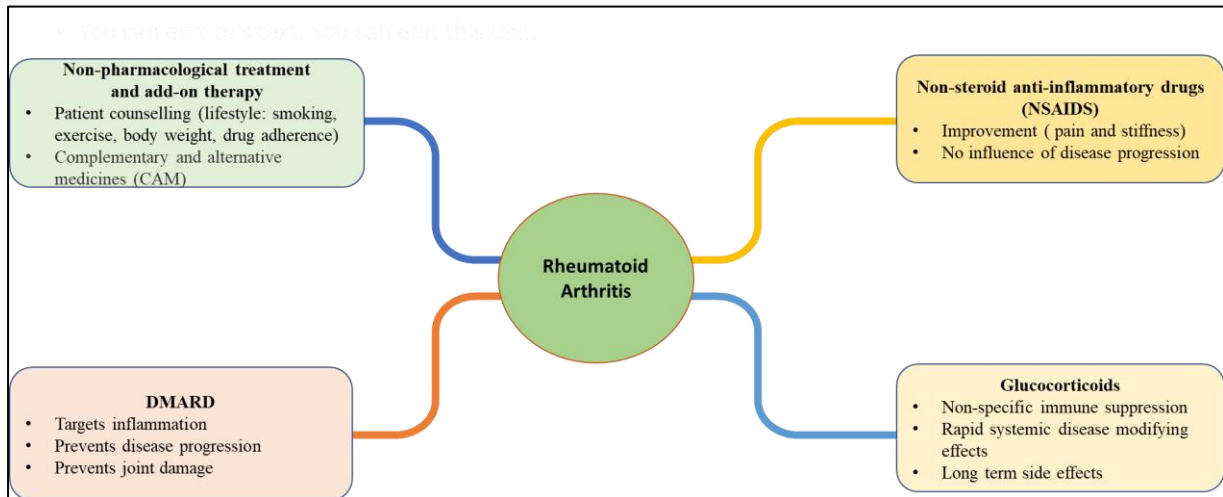 • You can edit this text. You can edit this text.
Non-pharmacological treatment
and add-on therapy
• Patient counselling (lifestyle: smoking,
exercise, body weight, drug adherence)
• Complementary and alternative
medicines (CAM)
Non-steroid anti-inflammatory drugs
(NSAIDS)
• Improvement ( pain and stiffness)
• No influence of disease progression
Rheumatoid
Arthritis
DMARD
• Targets inflammation
• Prevents disease progression
• Prevents joint damage
Glucocorticoids
• Non-specific immune suppression
• Rapid systemic disease modifying
effects
• Long term side effects